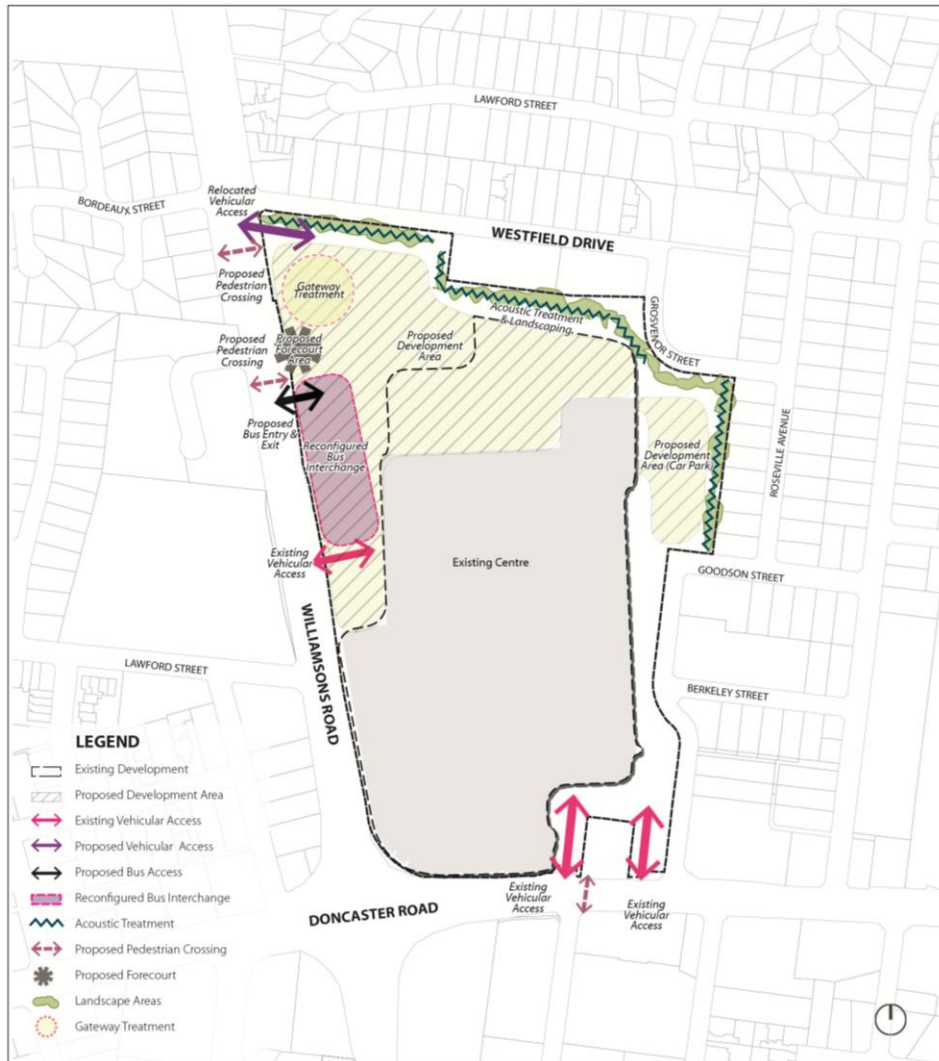 LAWFORD STREET
BORDEAUX STREET
Relocated
Vehicular
Access
WESTFIELD DRIVE
Proposed
Pedestrian
Crossing
Gateway
Treatment
GROSVENOR STREET
Acoustic Treatment
& Landscaping
Proposed
Pedestrian
Crossing
Proposed
Forecourt
Area
Proposed
Development
Area
Proposed
Bus Entry &
Exit
Reconfigured
Bus
Interchange
Proposed
Development
Area (Car Park)
ROSEVILLE AVENUE
Existing
Vehicular
Access
Existing Centre
GOODSON STREET
WILLIAMSONS ROAD
LAWFORD STREET
BERKELEY STREET
LEGEND
Existing Development
Proposed Development Area
Existing Vehicular Access
Proposed Vehicular Access
Proposed Bus Access
Reconfigured Bus Interchange
Acoustic Treatment
Proposed Pedestrian Crossing
Proposed Forecourt
Landscape Areas
Gateway Treatment
DONCASTER ROAD
Existing
Vehicular
Access
Existing
Vehicular
Access